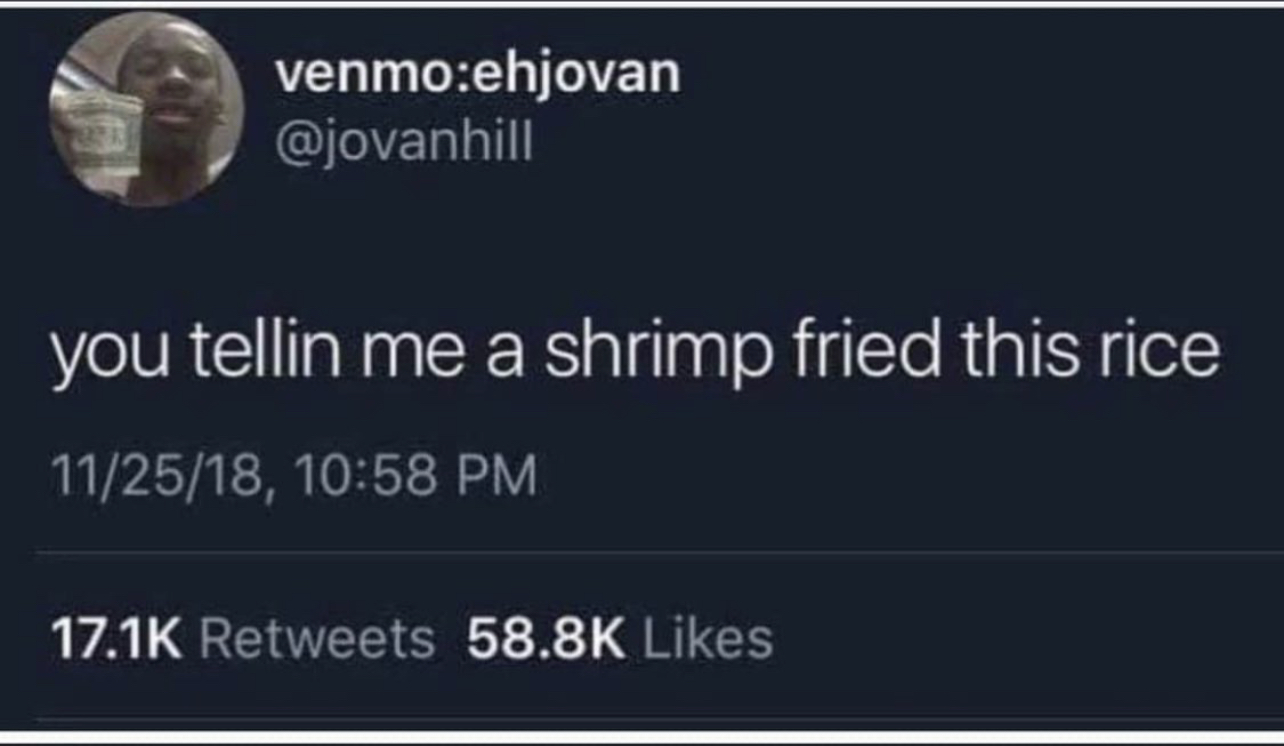 venmo:ehjovan
@jovanhill
you tellin me a shrimp fried this rice
11/25/18, 10:58 PM
17.1K Retweets 58.8K Likes